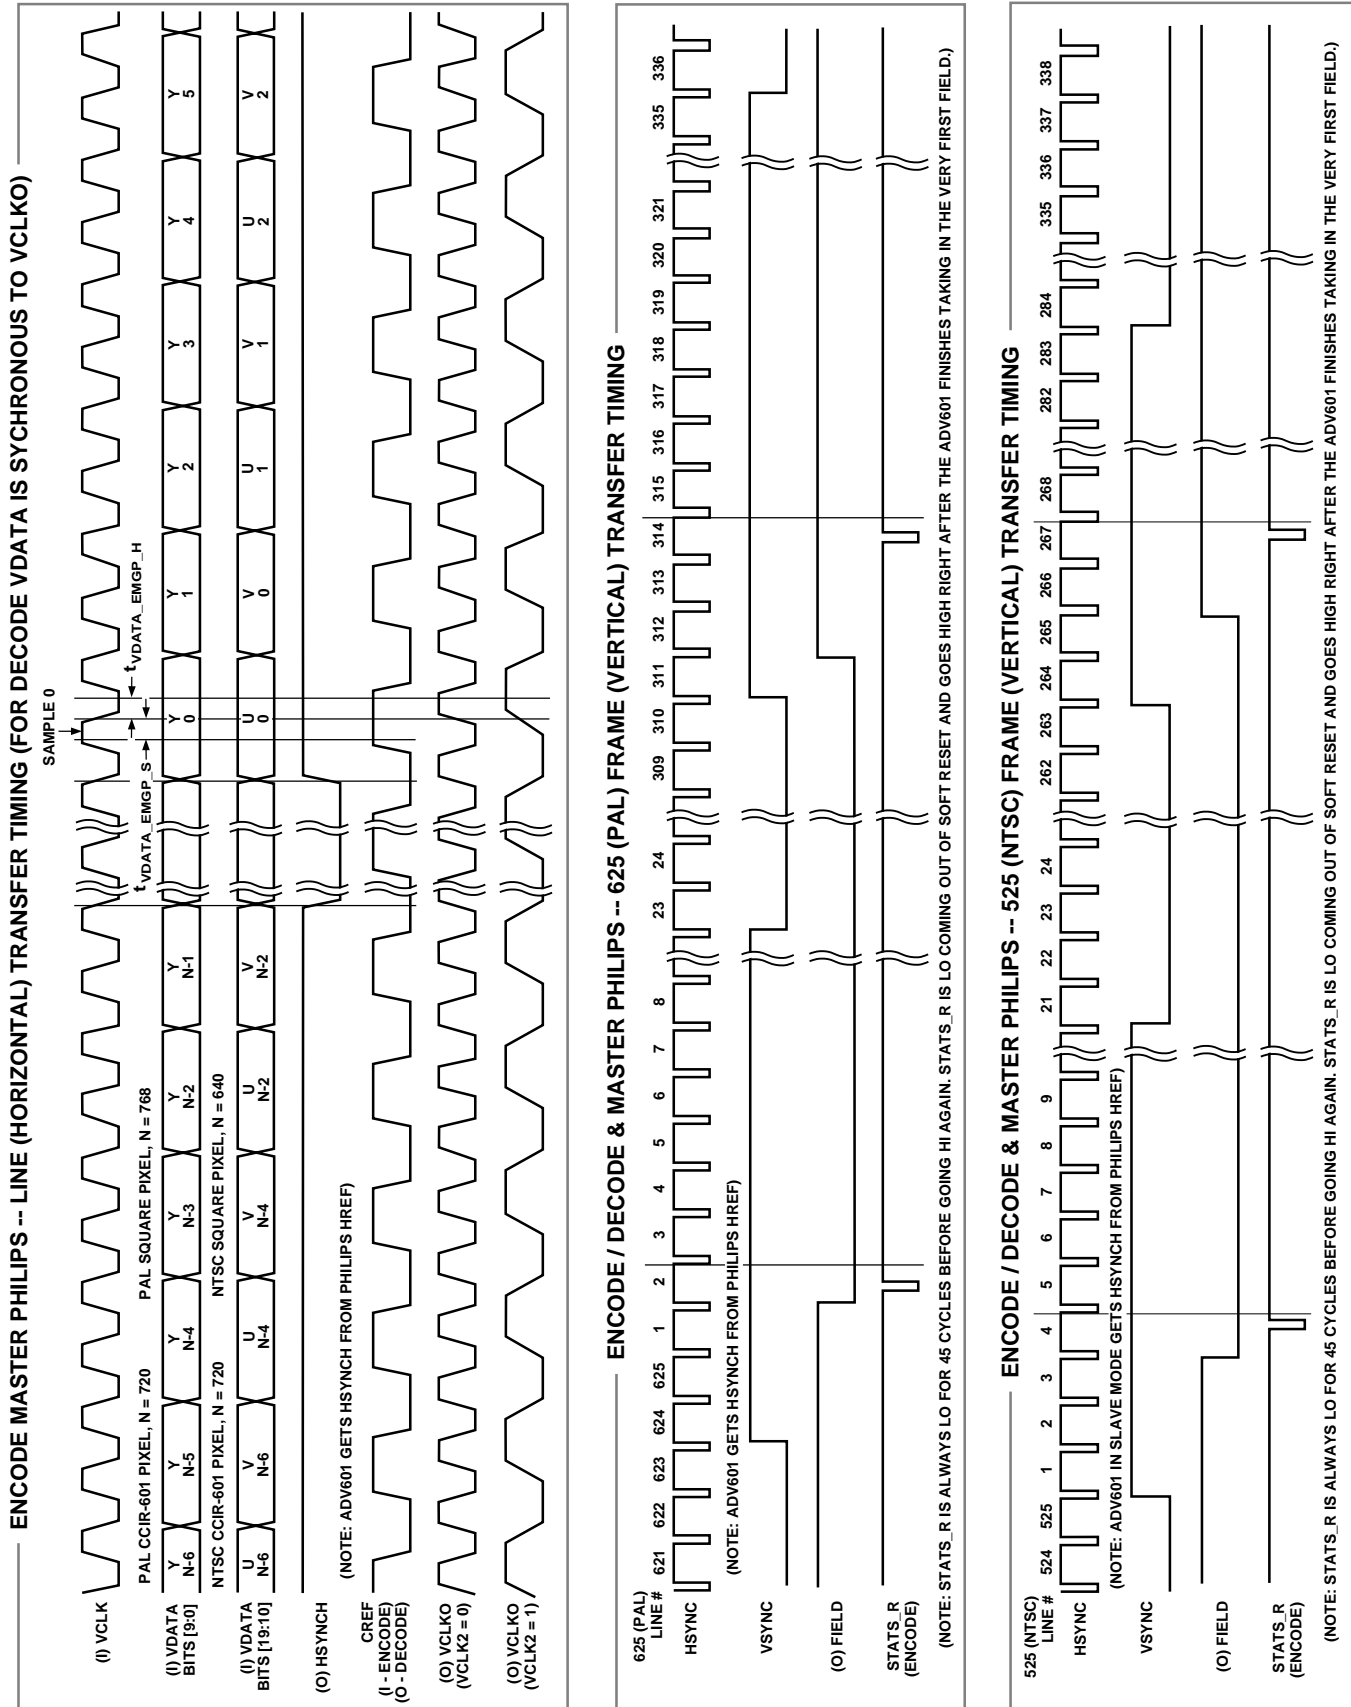 ENCODE MASTER PHILIPS -- LINE (HORIZONTAL) TRANSFER TIMING (FOR DECODE VDATA IS SYCHRONOUS TO VCLKO)
SAMPLE 0
(I) VCLK
tVDATA_EMGP_S
tVDATA_EMGP_H
PAL CCIR-601 PIXEL, N = 720
PAL SQUARE PIXEL, N = 768
(I) VDATA
BITS [9:0]
Y N-6
Y N-5
Y N-4
Y N-3
Y N-2
Y N-1
Y 0
Y 1
Y 2
Y 3
Y 4
Y 5
NTSC CCIR-601 PIXEL, N = 720
NTSC SQUARE PIXEL, N = 640
(I) VDATA
BITS [19:10]
U N-6
V N-6
U N-4
V N-4
U N-2
V N-2
U 0
V 0
U 1
V 1
U 2
V 2
(O) HSYNCH
(NOTE: ADV601 GETS HSYNCH FROM PHILIPS HREF)
CREF
(I - ENCODE)
(O - DECODE)
(O) VCLKO
(VCLK2 = 0)
(O) VCLKO
(VCLK2 = 1)
ENCODE / DECODE & MASTER PHILIPS -- 625 (PAL) FRAME (VERTICAL) TRANSFER TIMING
625 (PAL)
LINE #
621 622 623 624 625 1 2 3 4 5 6 7 8 23 24 309 310 311 312 313 314 315 316 317 318 319 320 321 335 336
HSYNC
(NOTE: ADV601 GETS HSYNCH FROM PHILIPS HREF)
VSYNC
(O) FIELD
STATS_R
(ENCODE)
(NOTE: STATS_R IS ALWAYS LO FOR 45 CYCLES BEFORE GOING HI AGAIN. STATS_R IS LO COMING OUT OF SOFT RESET AND GOES HIGH RIGHT AFTER THE ADV601 FINISHES TAKING IN THE VERY FIRST FIELD.)
ENCODE / DECODE & MASTER PHILIPS -- 525 (NTSC) FRAME (VERTICAL) TRANSFER TIMING
525 (NTSC)
LINE #
524 525 1 2 3 4 5 6 7 8 9 21 22 23 24 262 263 264 265 266 267 268 282 283 284 335 336 337 338
HSYNC
(NOTE: ADV601 IN SLAVE MODE GETS HSYNCH FROM PHILIPS HREF)
VSYNC
(O) FIELD
STATS_R
(ENCODE)
(NOTE: STATS_R IS ALWAYS LO FOR 45 CYCLES BEFORE GOING HI AGAIN. STATS_R IS LO COMING OUT OF SOFT RESET AND GOES HIGH RIGHT AFTER THE ADV601 FINISHES TAKING IN THE VERY FIRST FIELD.)